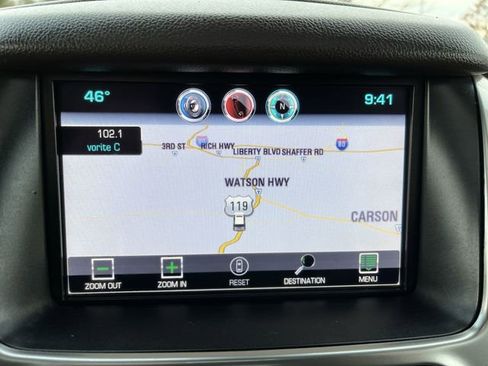 46°
N
9:41
102.1
vorite C
3RD ST
RICH HWY
80
LIBERTY BLVD
SHAFFER RD
WATSON HWY
119
CARSON
ZOOM OUT
ZOOM IN
RESET
DESTINATION
MENU